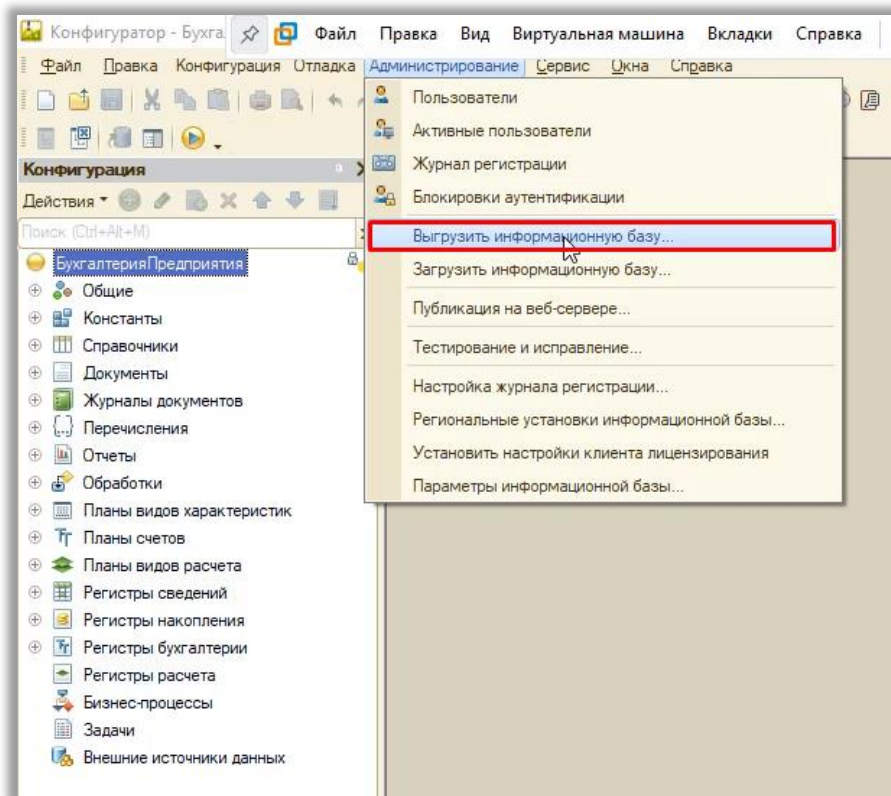 Конфигуратор - Бухга
Файл Правка Вид Виртуальная машина Вкладки Справка
Файл Правка Конфигурация Отладка Администрирование Сервис Окна Справка
Пользователи
Активные пользователи
Конфигурация
Журнал регистрации
Действия
Блокировки аутентификации
Поиск (Ctrl+Alt+M)
Выгрузить информационную базу...
Загрузить информационную базу...
Публикация на веб-сервере...
Тестирование и исправление...
Настройка журнала регистрации...
Региональные установки информационной базы...
Установить настройки клиента лицензирования
Параметры информационной базы...
БухгалтерияПредприятия
Общие
Константы
Справочники
Документы
Журналы документов
Перечисления
Отчеты
Обработки
Планы видов характеристик
Планы счетов
Планы видов расчета
Регистры сведений
Регистры накопления
Регистры бухгалтерии
Регистры расчета
Бизнес-процессы
Задачи
Внешние источники данных